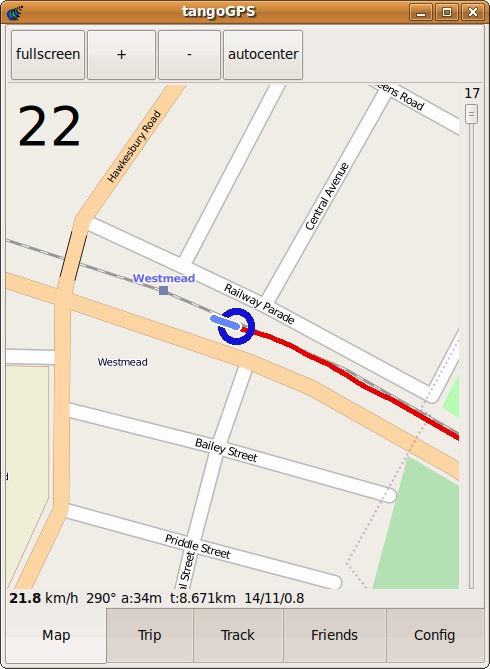 tangoGPS
fullscreen
+
-
autocenter
22
17
Hawkesbury Road
Central Avenue
Westmead
Railway Parade
Westmead
Bailey Street
Priddle Street
21.8 km/h 290° a:34m t:8.671km 14/11/0.8
Map
Trip
Track
Friends
Config